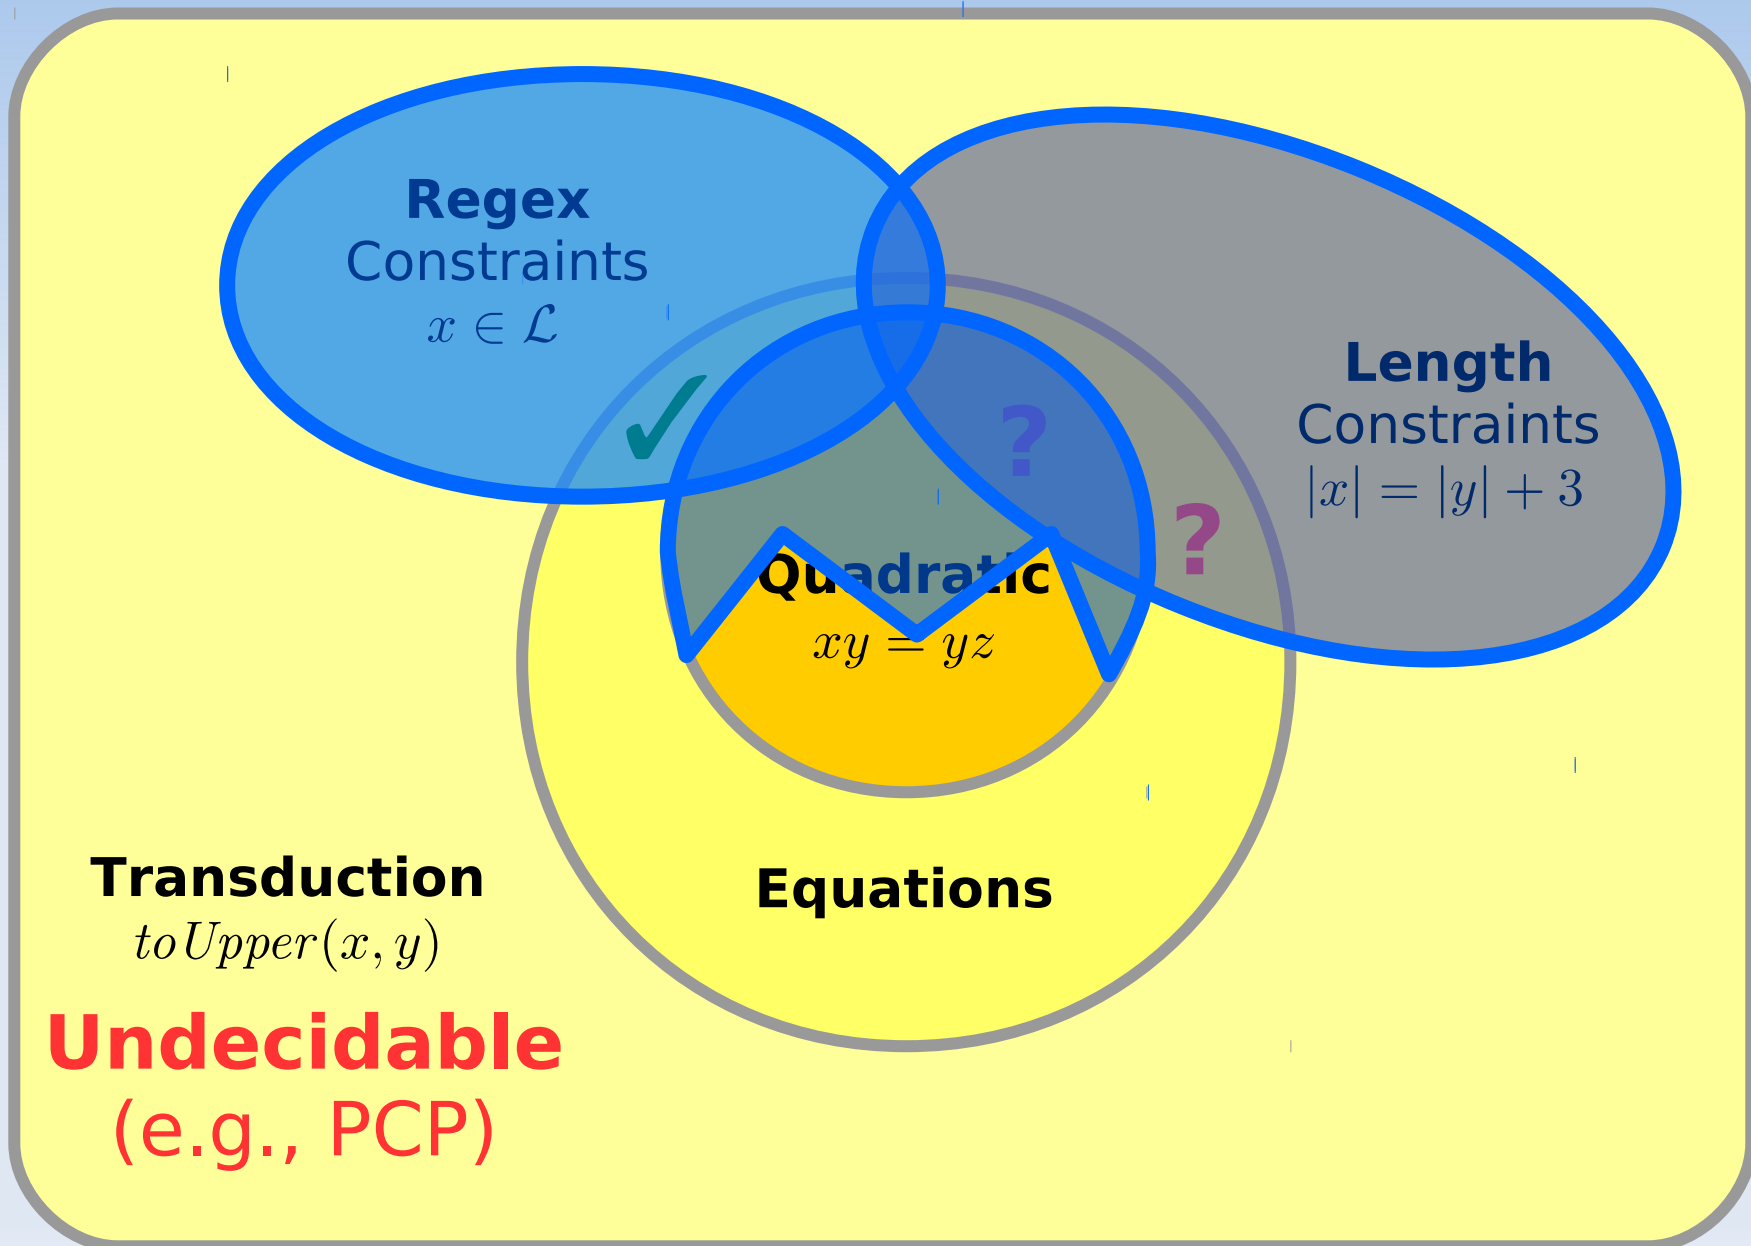 Regex
Constraints
x ∈ ℒ
Length
Constraints
|x| = |y| + 3
✓
?
?
Quadratic
xy = yz
Equations
Transduction
toUpper(x, y)
Undecidable
(e.g., PCP)